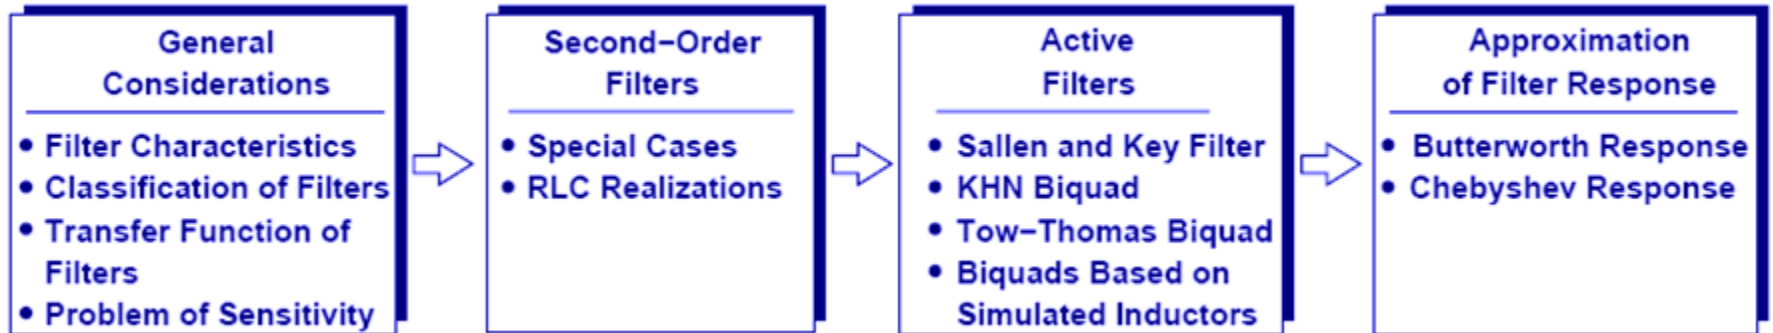 General
Considerations
• Filter Characteristics
• Classification of Filters
• Transfer Function of
Filters
• Problem of Sensitivity
Second−Order
Filters
• Special Cases
• RLC Realizations
Active
Filters
• Sallen and Key Filter
• KHN Biquad
• Tow−Thomas Biquad
• Biquads Based on
Simulated Inductors
Approximation
of Filter Response
• Butterworth Response
• Chebyshev Response